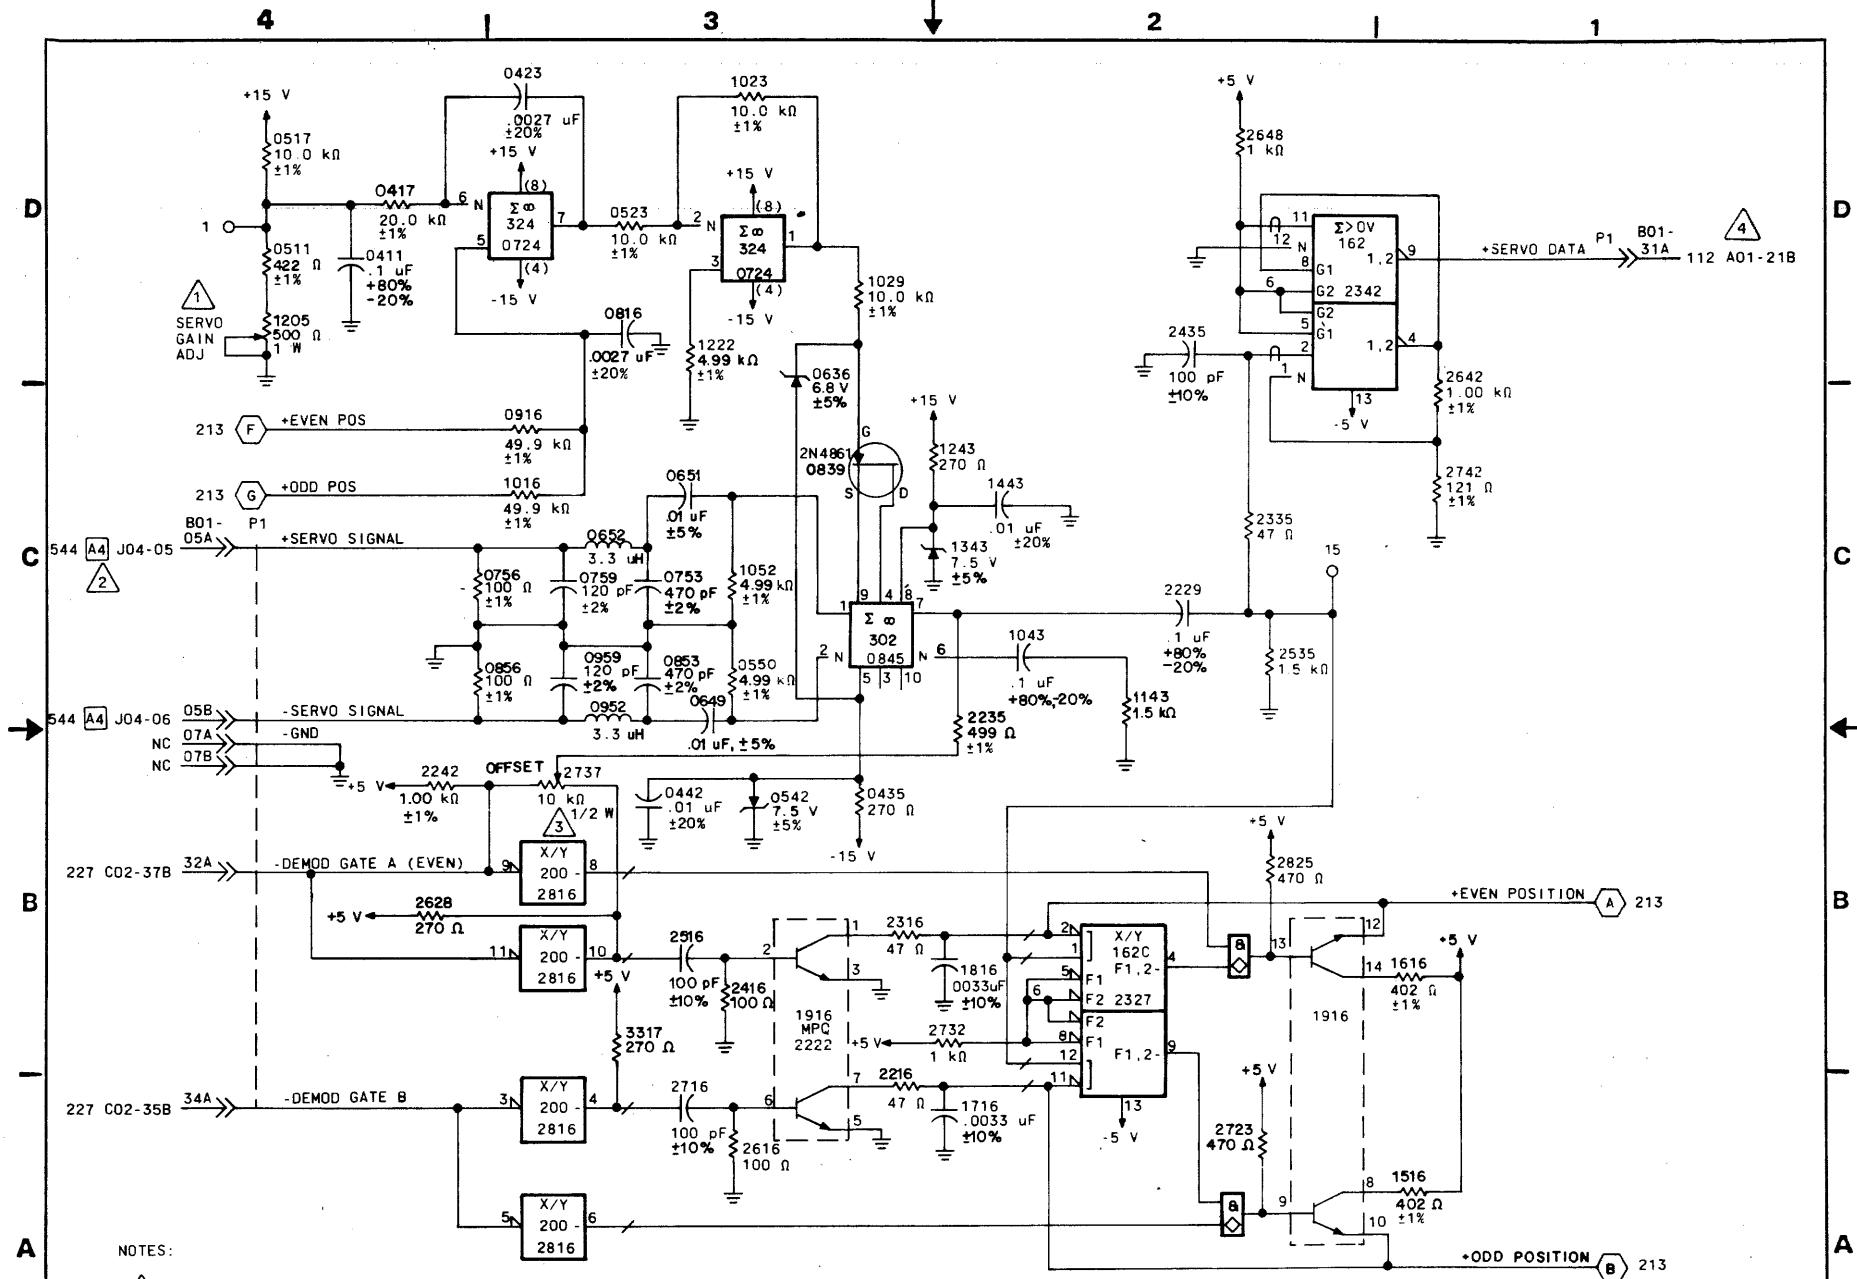 4 3 2 1
D
+15 V
0517
10.0 kΩ
±1%
0423
.0027 uF
±20%
+15 V
(8)
1023
10.0 kΩ
±1%
+5 V
2648
1 kΩ
D
1
0417
20.0 kΩ
±1%
6 N
5
Σ ∞
324
0724
7
(4)
-15 V
0523
10.0 kΩ
±1%
+15 V
(8)
2 N
3
Σ ∞
324
0724
1
(4)
-15 V
0511
422 Ω
±1%
0411
.1 uF
+80%
-20%
1
SERVO
GAIN
ADJ
1205
500 Ω
1 W
0816
.0027 uF
±20%
1222
4.99 kΩ
±1%
1029
10.0 kΩ
±1%
0636
6.8 V
±5%
11
12 N
8 G1
6 G2
G2
5 G1
2
1 N
Σ>0V
162
1,2
9
2342
1,2
4
13
-5 V
+SERVO DATA P1
B01-
31A
112 A01-21B
4
2435
100 pF
±10%
2642
1.00 kΩ
±1%
2742
121 Ω
±1%
213 F +EVEN POS
0916
49.9 kΩ
±1%
213 G +ODD POS
1016
49.9 kΩ
±1%
G
2N4861
0839
S D
+15 V
1243
270 Ω
1443
.01 uF
±20%
1343
7.5 V
±5%
C
B01- P1
544 A4 J04-05 05A
+SERVO SIGNAL
2
0651
.01 uF
±5%
0652
3.3 uH
0756
100 Ω
±1%
0759
120 pF
±2%
0753
470 pF
±2%
1052
4.99 kΩ
±1%
0856
100 Ω
±1%
0959
120 pF
±2%
0853
470 pF
±2%
0550
4.99 kΩ
±1%
0952
3.3 uH
0649
.01 uF, ±5%
1 9 4 8 7
Σ ∞
302
0845
2 N
N 6
5 3 10
1043
.1 uF
+80%,-20%
1143
1.5 kΩ
2335
47 Ω
15
2229
.1 uF
+80%
-20%
2535
1.5 kΩ
C
544 A4 J04-06 05B
-SERVO SIGNAL
NC 07A -GND
NC 07B
2235
499 Ω
±1%
+5 V
2242
1.00 kΩ
±1%
OFFSET
2737
10 kΩ
1/2 W
3
0442
.01 uF
±20%
0542
7.5 V
±5%
0435
270 Ω
-15 V
227 C02-37B 32A
-DEMOD GATE A (EVEN)
9
X/Y
200 -
2816
8
B
+5 V
2628
270 Ω
11
X/Y
200 -
2816
10
+5 V
2516
100 pF
±10%
2416
100 Ω
2
1
3
1916
MPQ
2222
2316
47 Ω
1816
.0033uF
±10%
2
1
5 F1
6 F2
F2
8 F1
12
11
X/Y
162C
F1,2-
4
2327
F1,2-
9
13
-5 V
&
+5 V
2825
470 Ω
13
12
14
1916
1616
402 Ω
±1%
+5 V
+EVEN POSITION A 213
B
3317
270 Ω
+5 V
2732
1 kΩ
227 C02-35B 34A
-DEMOD GATE B
3
X/Y
200 -
2816
4
2716
100 pF
±10%
2616
100 Ω
6
7
5
2216
47 Ω
1716
.0033 uF
±10%
+5 V
2723
470 Ω
&
9
8
10
1516
402 Ω
±1%
5
X/Y
200 -
2816
6
A
A
NOTES:
+ODD POSITION B 213